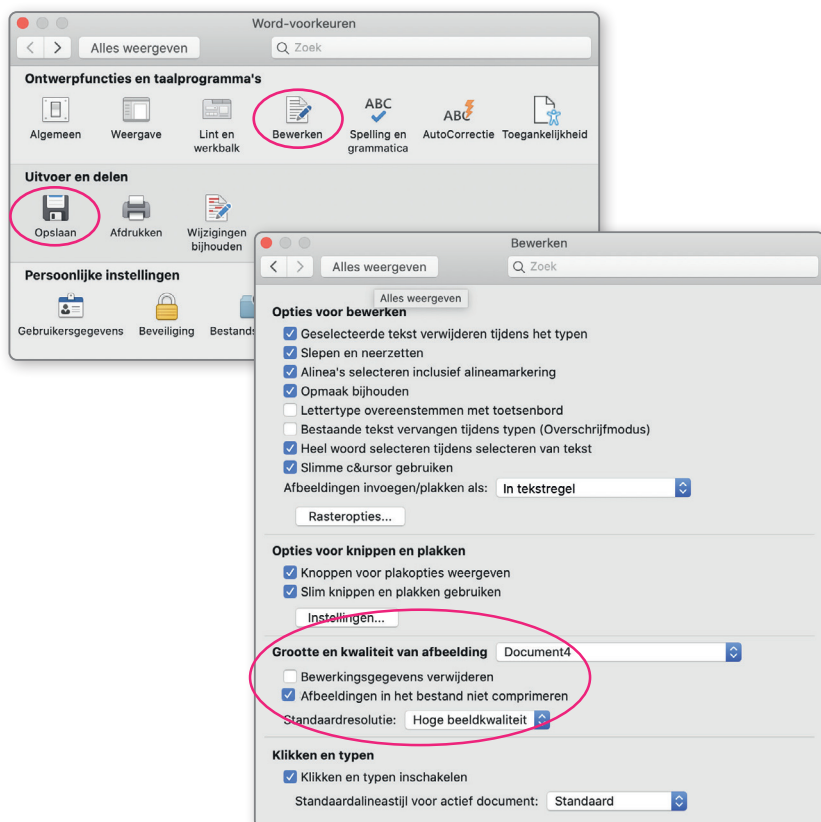 Word-voorkeuren
Alles weergeven
Zoek
Ontwerpfuncties en taalprogramma's
ABC
ABC
Algemeen Weergave Lint en werkbalk Bewerken Spelling en grammatica AutoCorrectie Toegankelijkheid
Uitvoer en delen
Opslaan Afdrukken Wijzigingen bijhouden
Persoonlijke instellingen
Gebruikersgegevens Beveiliging Bestands
Bewerken
Alles weergeven
Zoek
Alles weergeven
Opties voor bewerken
Geselecteerde tekst verwijderen tijdens het typen
Slepen en neerzetten
Alinea's selecteren inclusief alineamarkering
Opmaak bijhouden
Lettertype overeenstemmen met toetsenbord
Bestaande tekst vervangen tijdens typen (Overschrijfmodus)
Heel woord selecteren tijdens selecteren van tekst
Slimme c&ursor gebruiken
Afbeeldingen invoegen/plakken als: In tekstregel
Rasteropties...
Opties voor knippen en plakken
Knoppen voor plakopties weergeven
Slim knippen en plakken gebruiken
Instellingen...
Grootte en kwaliteit van afbeelding Document4
Bewerkingsgegevens verwijderen
Afbeeldingen in het bestand niet comprimeren
Standaardresolutie: Hoge beeldkwaliteit
Klikken en typen
Klikken en typen inschakelen
Standaardalineastijl voor actief document: Standaard